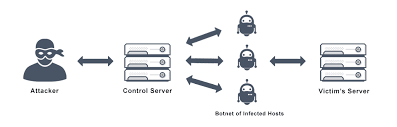 Attacker
Control Server
Botnet of Infected Hosts
Victim's Server